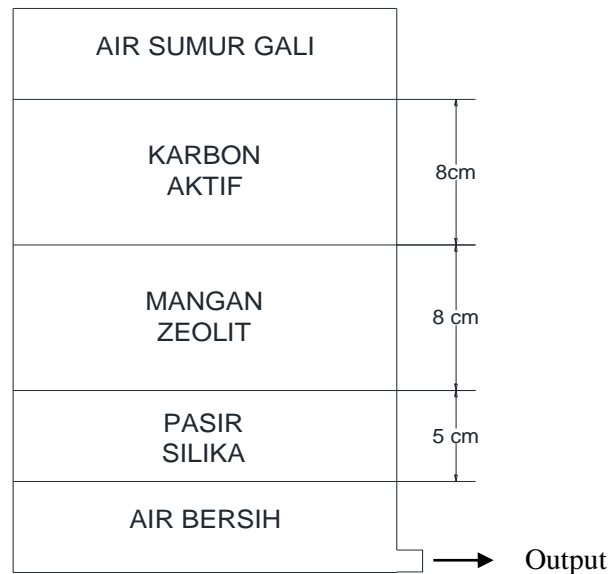 AIR SUMUR GALI
KARBON
AKTIF
8cm
MANGAN
ZEOLIT
8 cm
PASIR
SILIKA
5 cm
AIR BERSIH
Output